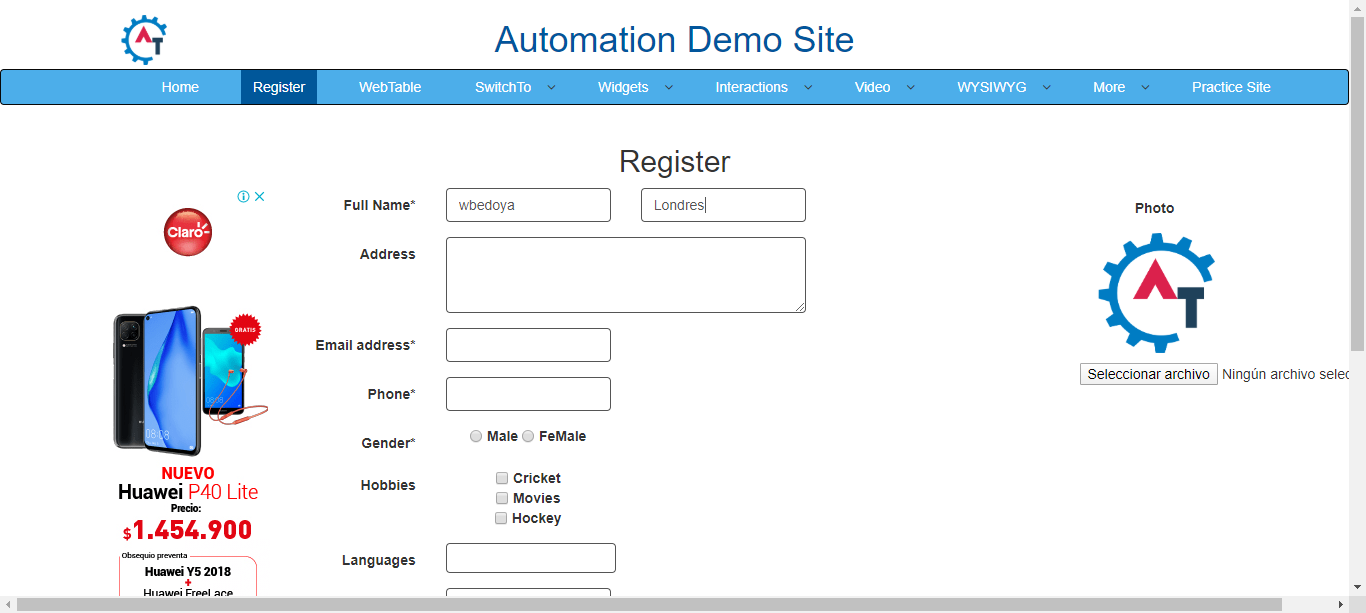 Automation Demo Site
Home Register WebTable SwitchTo Widgets Interactions Video WYSIWYG More Practice Site
Register
Full Name* wbedoya Londres
Address
Email address*
Phone*
Gender* Male FeMale
Hobbies Cricket
Movies
Hockey
Languages
Photo
AT
Seleccionar archivo Ningún archivo selec
Claro
GRATIS
08:08
NUEVO
Huawei P40 Lite
Precio:
$1.454.900
Obsequio preventa
Huawei Y5 2018
+
Huawei FreeLace